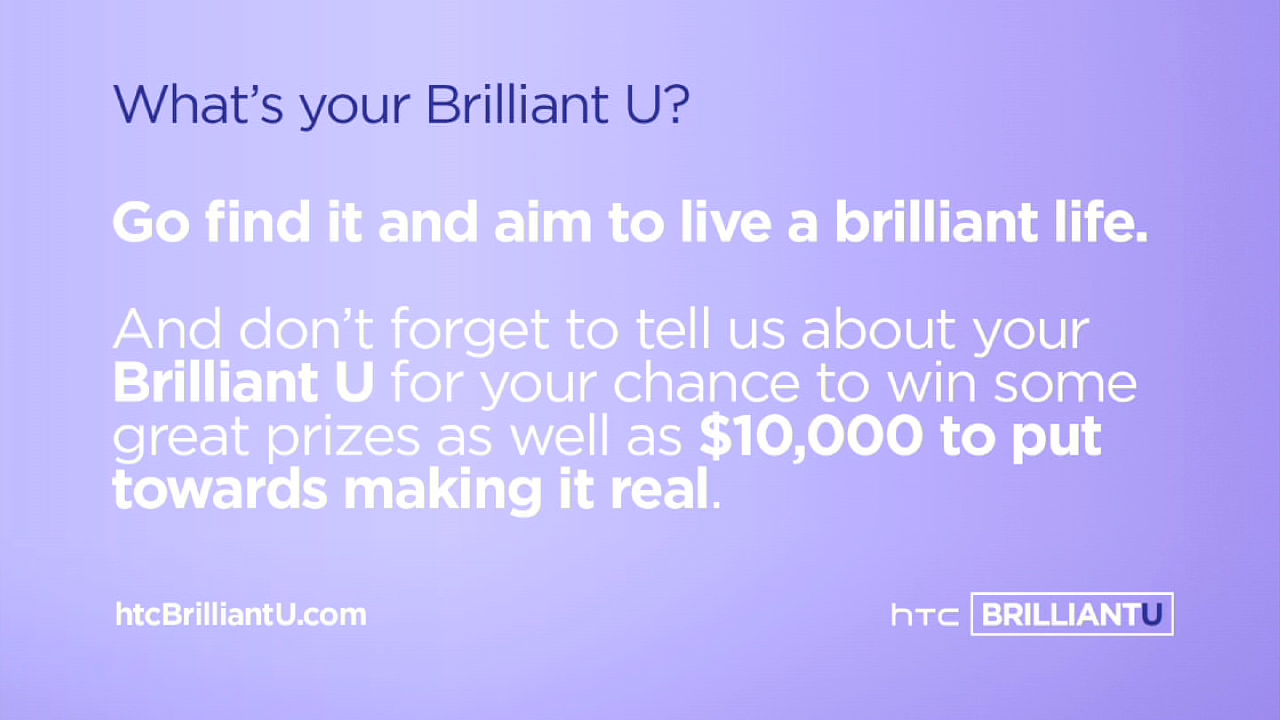 What’s your Brilliant U?
Go find it and aim to live a brilliant life.
And don’t forget to tell us about your
Brilliant U for your chance to win some
great prizes as well as $10,000 to put
towards making it real.
htcBrilliantU.com
hTC BRILLIANTU